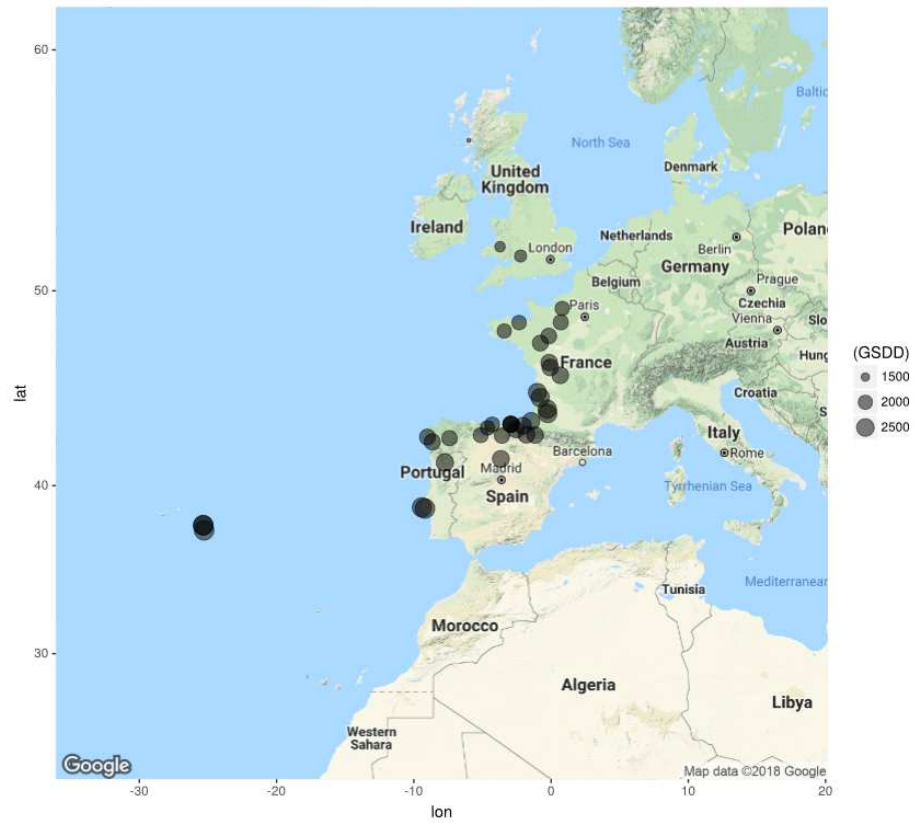 60
50
40
30
lat
Baltic
North Sea
Denmark
United
Kingdom
Ireland
Netherlands
Berlin
Poland
London
Germany
Belgium
Prague
Paris
Czechia
Vienna
Slo
Austria
Hung
France
Croatia
S
Italy
Barcelona
Rome
Portugal
Madrid
Spain
Tyrrhenian Sea
Tunisia
Mediterranean
Morocco
Algeria
Libya
Western
Sahara
Google
Map data ©2018 Google
-30
-20
-10
0
10
20
lon
(GSDD)
1500
2000
2500